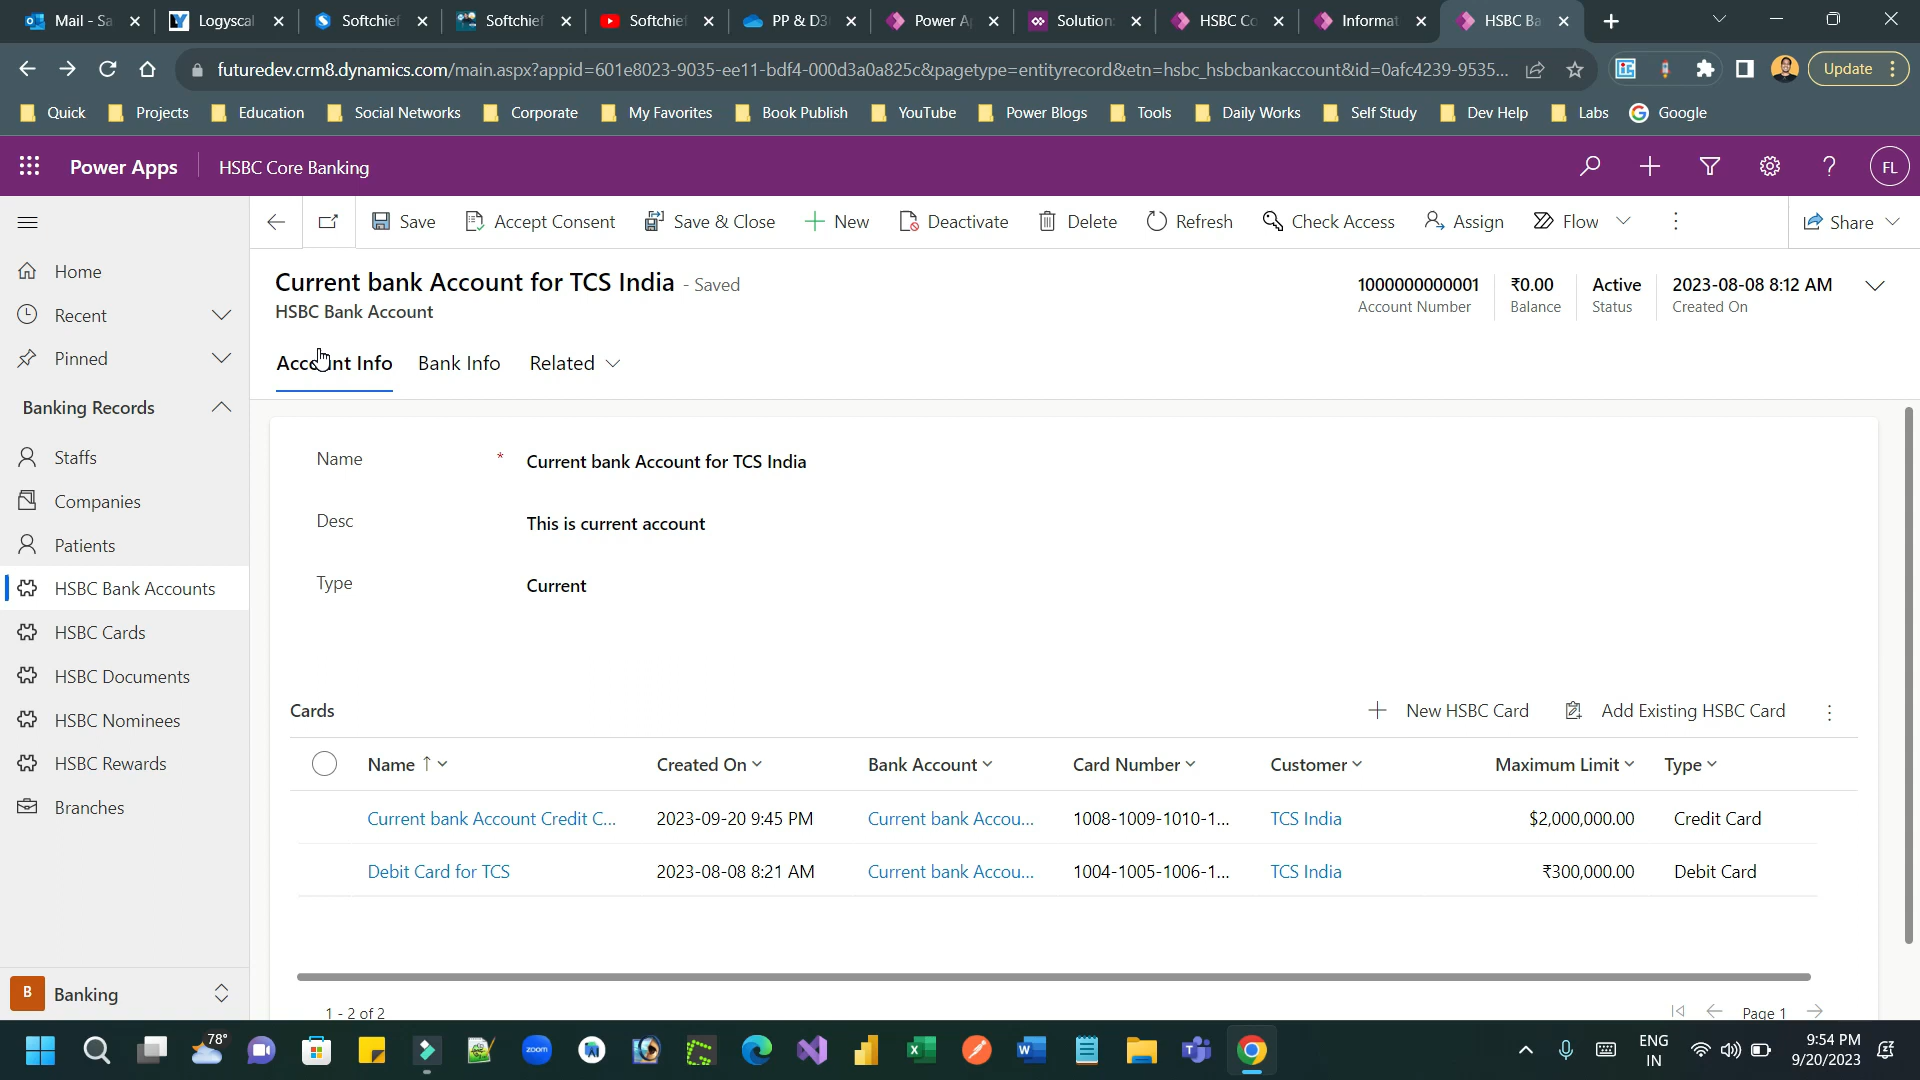 Mail - Sa
Logyscal
Softchief
Softchief
Softchief
PP & D3
Power A
Solution
HSBC Co
Informat
HSBC Ba
futuredev.crm8.dynamics.com/main.aspx?appid=601e8023-9035-ee11-bdf4-000d3a0a825c&pagetype=entityrecord&etn=hsbc_hsbcbankaccount&id=0afc4239-9535...
Update
Quick
Projects
Education
Social Networks
Corporate
My Favorites
Book Publish
YouTube
Power Blogs
Tools
Daily Works
Self Study
Dev Help
Labs
Google
Power Apps
HSBC Core Banking
FL
Save
Accept Consent
Save & Close
New
Deactivate
Delete
Refresh
Check Access
Assign
Flow
Share
Home
Recent
Pinned
Banking Records
Staffs
Companies
Patients
HSBC Bank Accounts
HSBC Cards
HSBC Documents
HSBC Nominees
HSBC Rewards
Branches
B Banking
Current bank Account for TCS India - Saved
HSBC Bank Account
1000000000001
Account Number
₹0.00
Balance
Active
Status
2023-08-08 8:12 AM
Created On
Account Info
Bank Info
Related
Name * Current bank Account for TCS India
Desc This is current account
Type Current
Cards
New HSBC Card
Add Existing HSBC Card
Name ↑ Created On Bank Account Card Number Customer Maximum Limit Type
Current bank Account Credit C... 2023-09-20 9:45 PM Current bank Accou... 1008-1009-1010-1... TCS India $2,000,000.00 Credit Card
Debit Card for TCS 2023-08-08 8:21 AM Current bank Accou... 1004-1005-1006-1... TCS India ₹300,000.00 Debit Card
1 - 2 of 2
Page 1
78°
zoom
ENG
IN
9:54 PM
9/20/2023